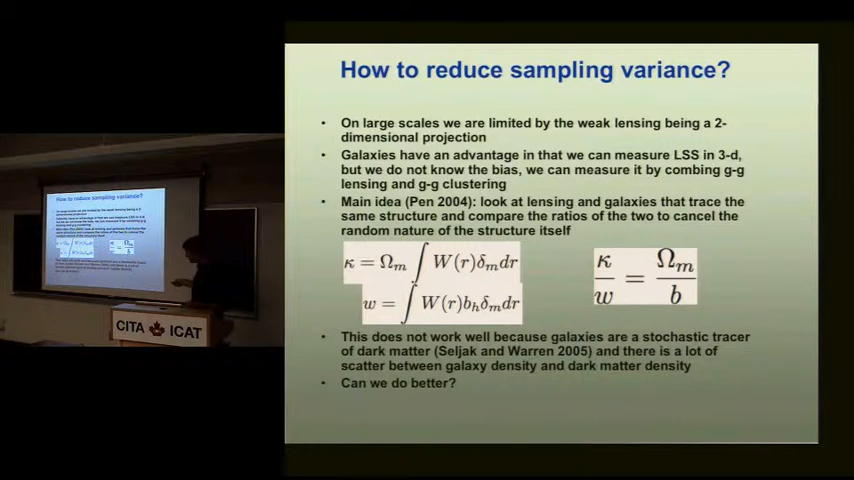 How to reduce sampling variance?
• On large scales we are limited by the weak lensing being a 2-
dimensional projection
• Galaxies have an advantage in that we can measure LSS in 3-d,
but we do not know the bias, we can measure it by combing g-g
lensing and g-g clustering
• Main idea (Pen 2004): look at lensing and galaxies that trace the
same structure and compare the ratios of the two to cancel the
random nature of the structure itself
κ = Ω_m ∫ W(r)δ_m dr
w = ∫ W(r)b_h δ_m dr
κ/w = Ω_m/b
• This does not work well because galaxies are a stochastic tracer
of dark matter (Seljak and Warren 2005) and there is a lot of
scatter between galaxy density and dark matter density
• Can we do better?
How to reduce sampling variance?
CITA ICAT